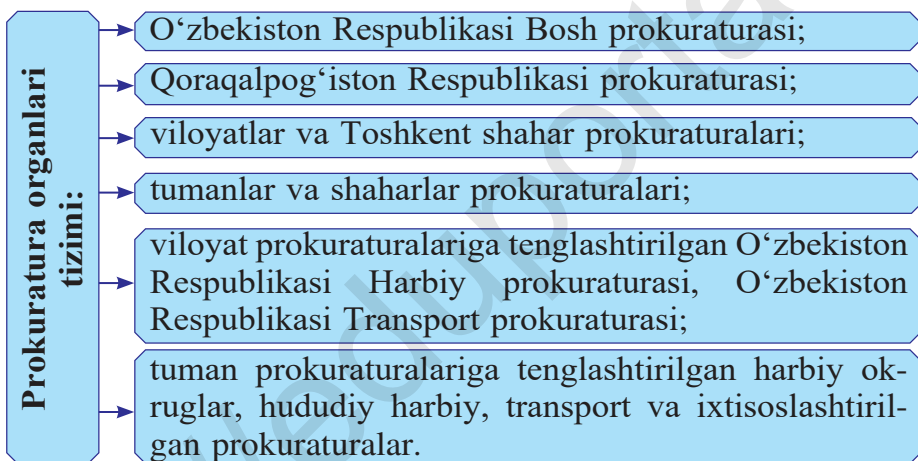 Prokuratura organlari
tizimi:
O‘zbekiston Respublikasi Bosh prokuraturasi;
Qoraqalpog‘iston Respublikasi prokuraturasi;
viloyatlar va Toshkent shahar prokuraturalari;
tumanlar va shaharlar prokuraturalari;
viloyat prokuraturalariga tenglashtirilgan O‘zbekiston
Respublikasi Harbiy prokuraturasi, O‘zbekiston
Respublikasi Transport prokuraturasi;
tuman prokuraturalariga tenglashtirilgan harbiy ok-
ruglar, hududiy harbiy, transport va ixtisoslashtiril-
gan prokuraturalar.
eduporta